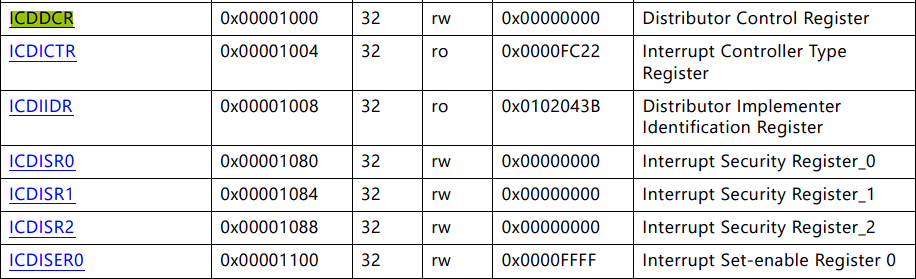 ICDDCR 0x00001000 32 rw 0x00000000 Distributor Control Register
ICDICTR 0x00001004 32 ro 0x0000FC22 Interrupt Controller Type
Register
ICDIIDR 0x00001008 32 ro 0x0102043B Distributor Implementer
Identification Register
ICDISR0 0x00001080 32 rw 0x00000000 Interrupt Security Register_0
ICDISR1 0x00001084 32 rw 0x00000000 Interrupt Security Register_1
ICDISR2 0x00001088 32 rw 0x00000000 Interrupt Security Register_2
ICDISER0 0x00001100 32 rw 0x0000FFFF Interrupt Set-enable Register 0